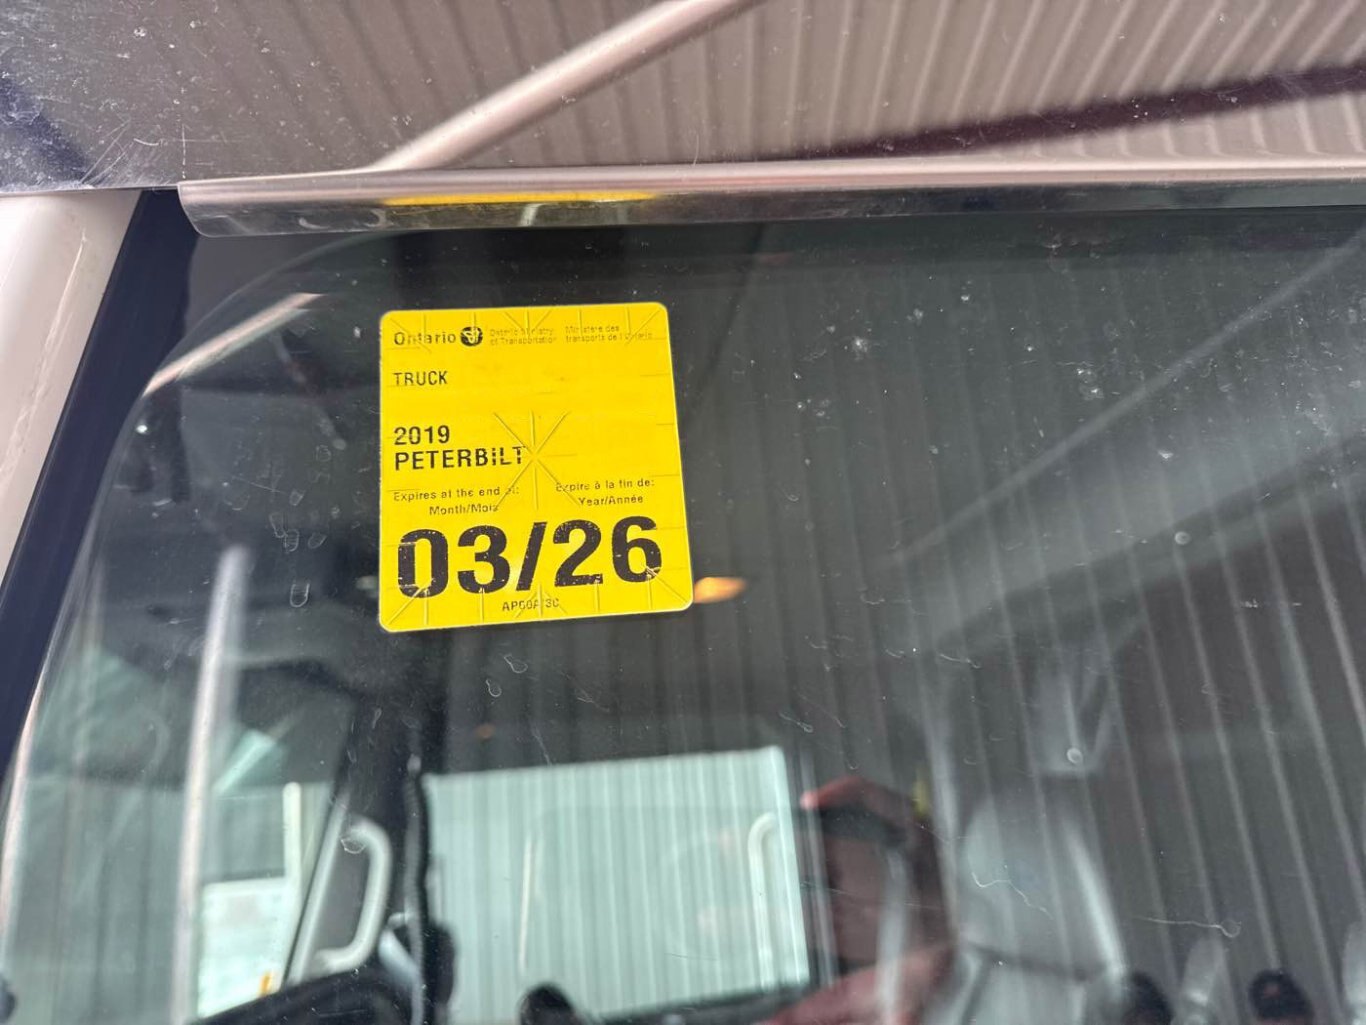 Ontario Ministry Ministère des
of Transportation transports de l'Ontario
TRUCK
2019
PETERBILT
Expires at the end of: Expire à la fin de:
Month/Mois Year/Année
03/26